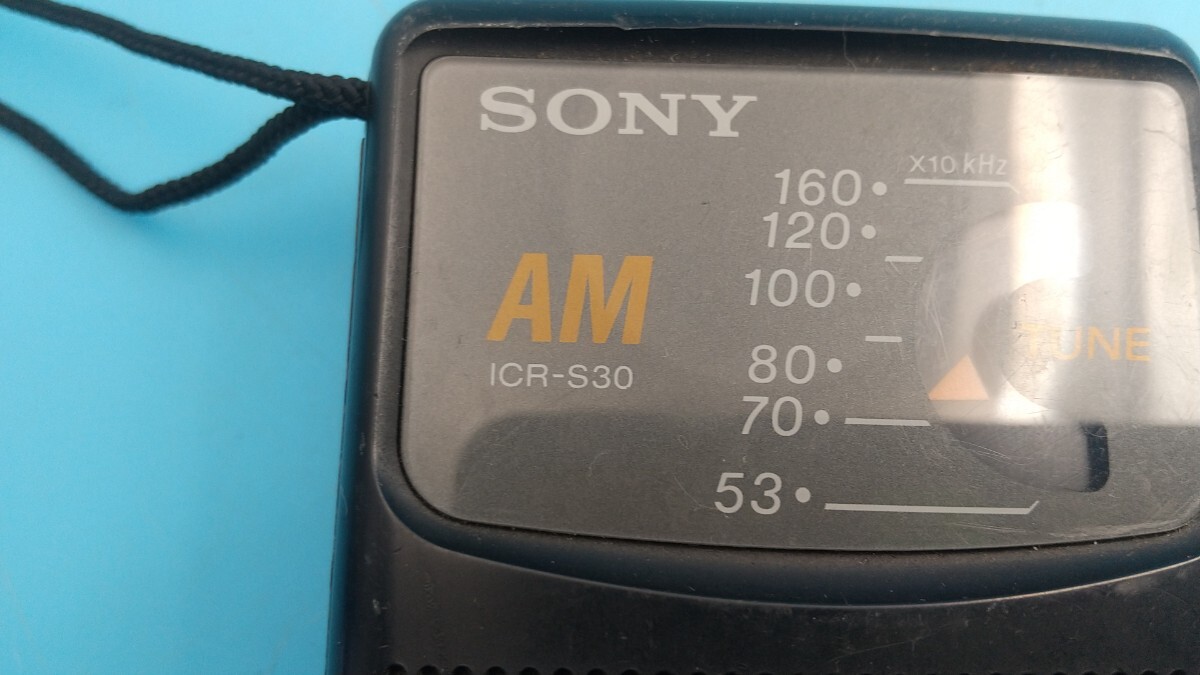 SONY
X10 kHz
160
120
100
AM
TUNE
80
ICR-S30
70
53